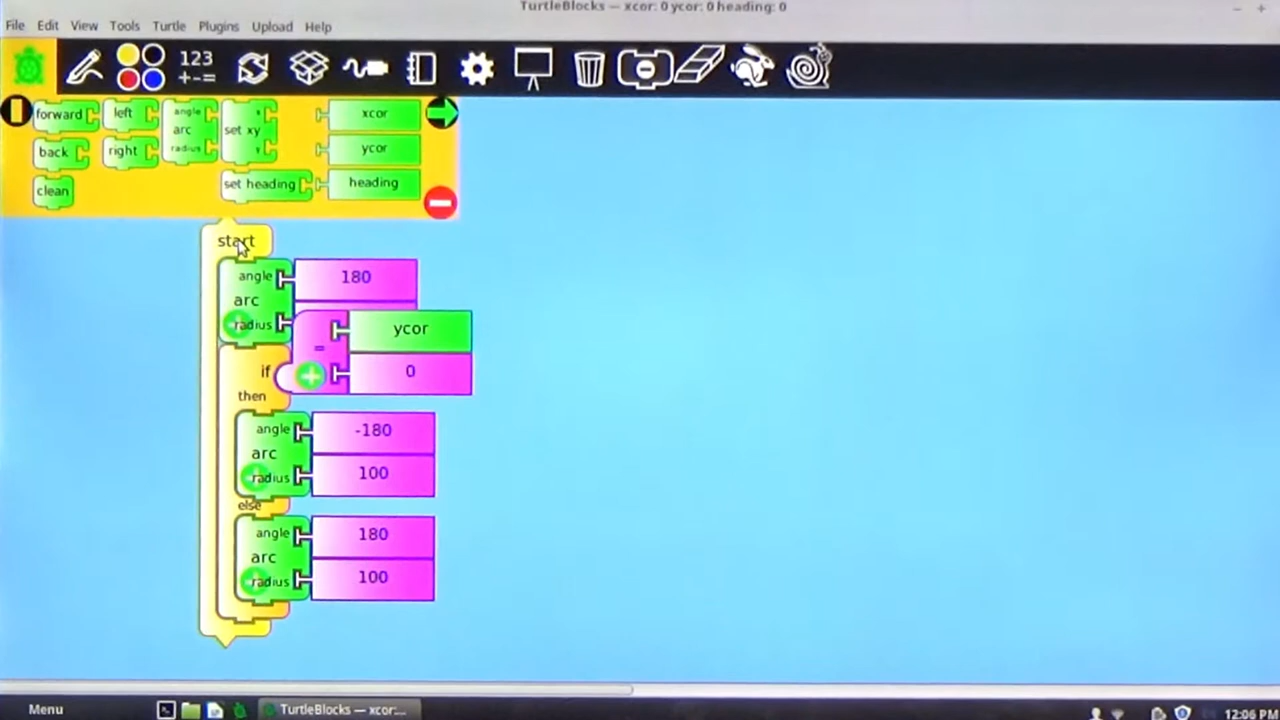 TurtleBlocks — xcor: 0 ycor: 0 heading: 0
File Edit View Tools Turtle Plugins Upload Help
123
+-=
forward left angle arc radius x set xy y xcor
back right ycor
clean set heading heading
start
angle 180
arc
radius
ycor
=
if 0
then
angle -180
arc
radius 100
else
angle 180
arc
radius 100
Menu TurtleBlocks — xcor:... 12:06 PM